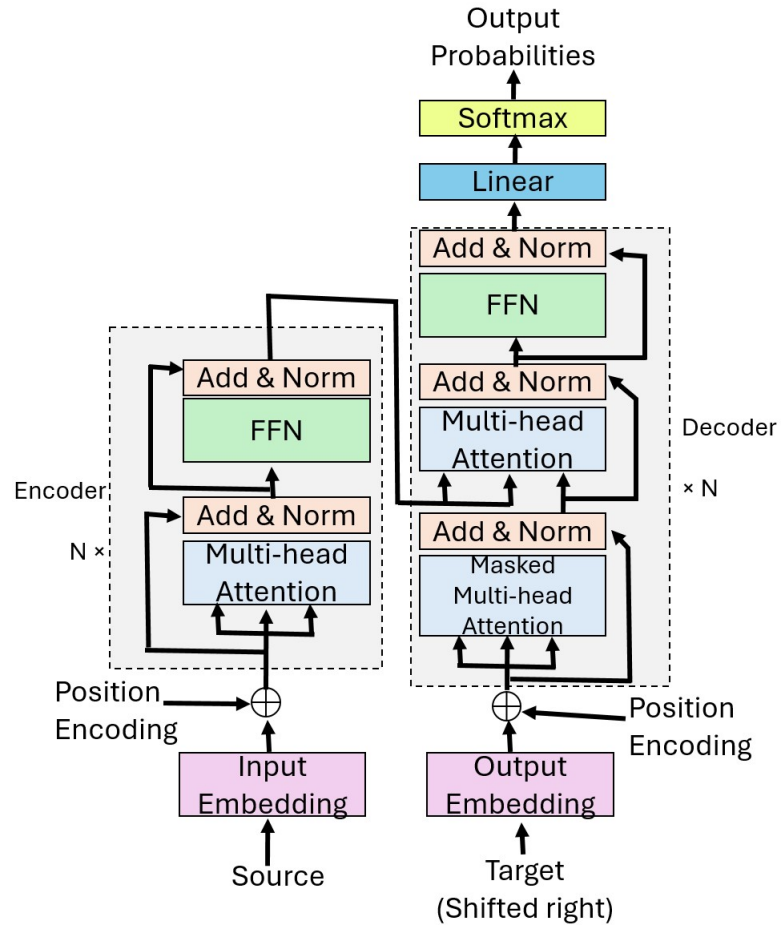 Output
Probabilities
Softmax
Linear
Add & Norm
FFN
Add & Norm
Multi-head
Attention
Add & Norm
Masked
Multi-head
Attention
Decoder
× N
Add & Norm
FFN
Add & Norm
Multi-head
Attention
Encoder
N ×
Position
Encoding
Position
Encoding
Input
Embedding
Output
Embedding
Source
Target
(Shifted right)